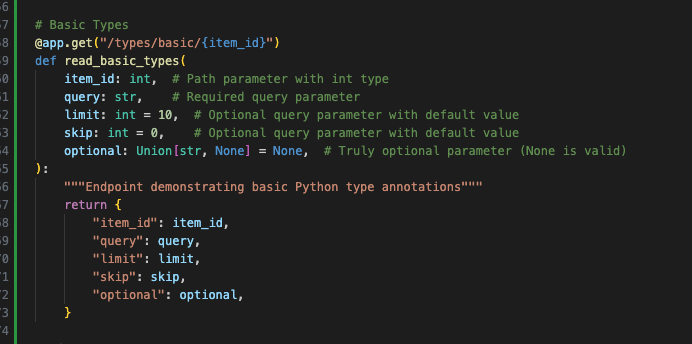 56
57 # Basic Types
58 @app.get("/types/basic/{item_id}")
59 def read_basic_types(
60     item_id: int,  # Path parameter with int type
61     query: str,    # Required query parameter
62     limit: int = 10,  # Optional query parameter with default value
63     skip: int = 0,    # Optional query parameter with default value
64     optional: Union[str, None] = None,  # Truly optional parameter (None is valid)
65 ):
66     """Endpoint demonstrating basic Python type annotations"""
67     return {
68         "item_id": item_id,
69         "query": query,
70         "limit": limit,
71         "skip": skip,
72         "optional": optional,
73     }
74